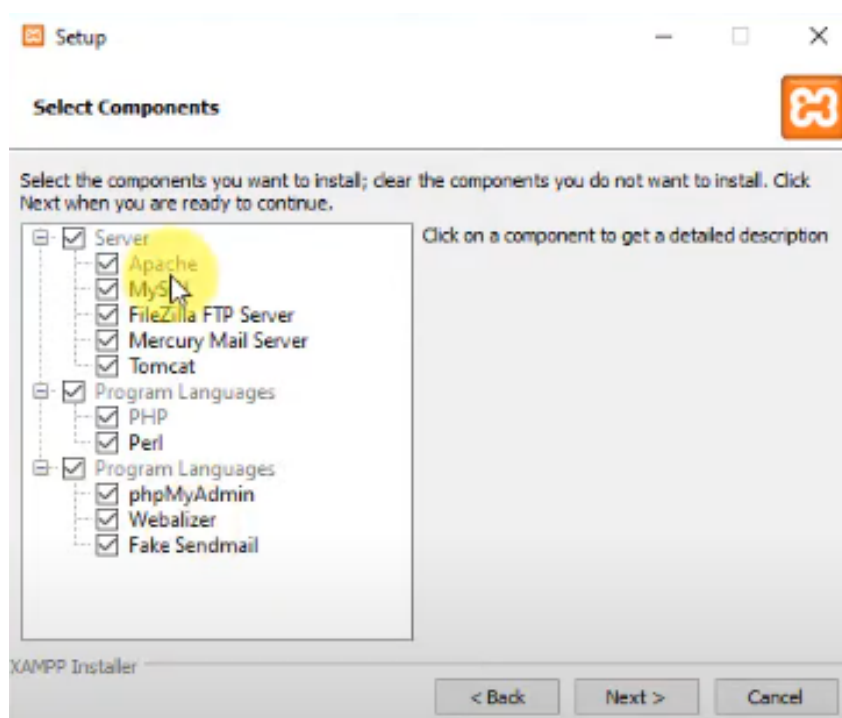 Setup
Select Components
Select the components you want to install; clear the components you do not want to install. Click
Next when you are ready to continue.
Server
Apache
FileZilla FTP Server
Mercury Mail Server
Tomcat
Program Languages
PHP
Perl
Program Languages
phpMyAdmin
Webalizer
Fake Sendmail
Click on a component to get a detailed description
XAMPP Installer
< Back
Next >
Cancel